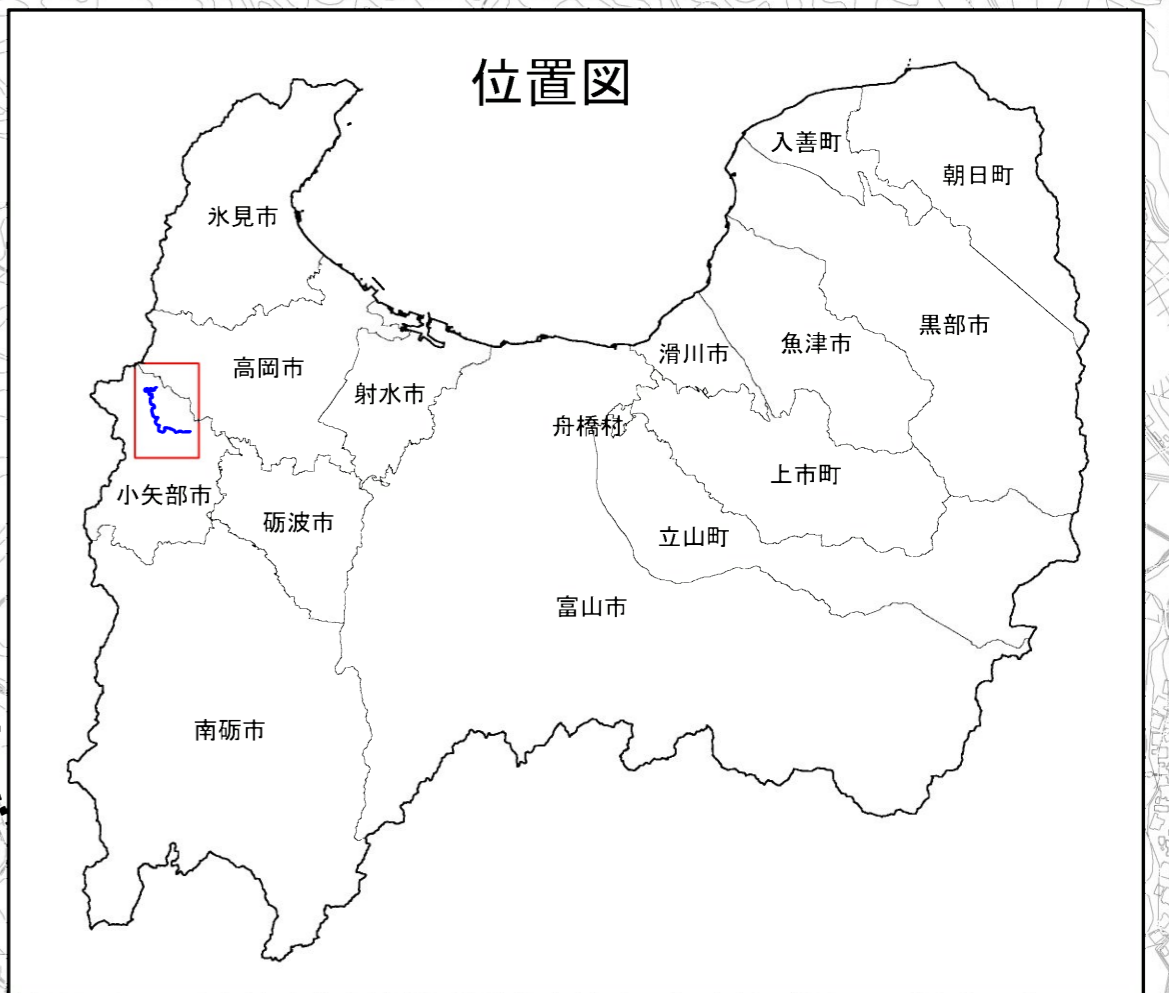 位置図
入善町
朝日町
氷見市
黒部市
魚津市
滑川市
高岡市
射水市
舟橋村
上市町
小矢部市
砺波市
立山町
富山市
南砺市